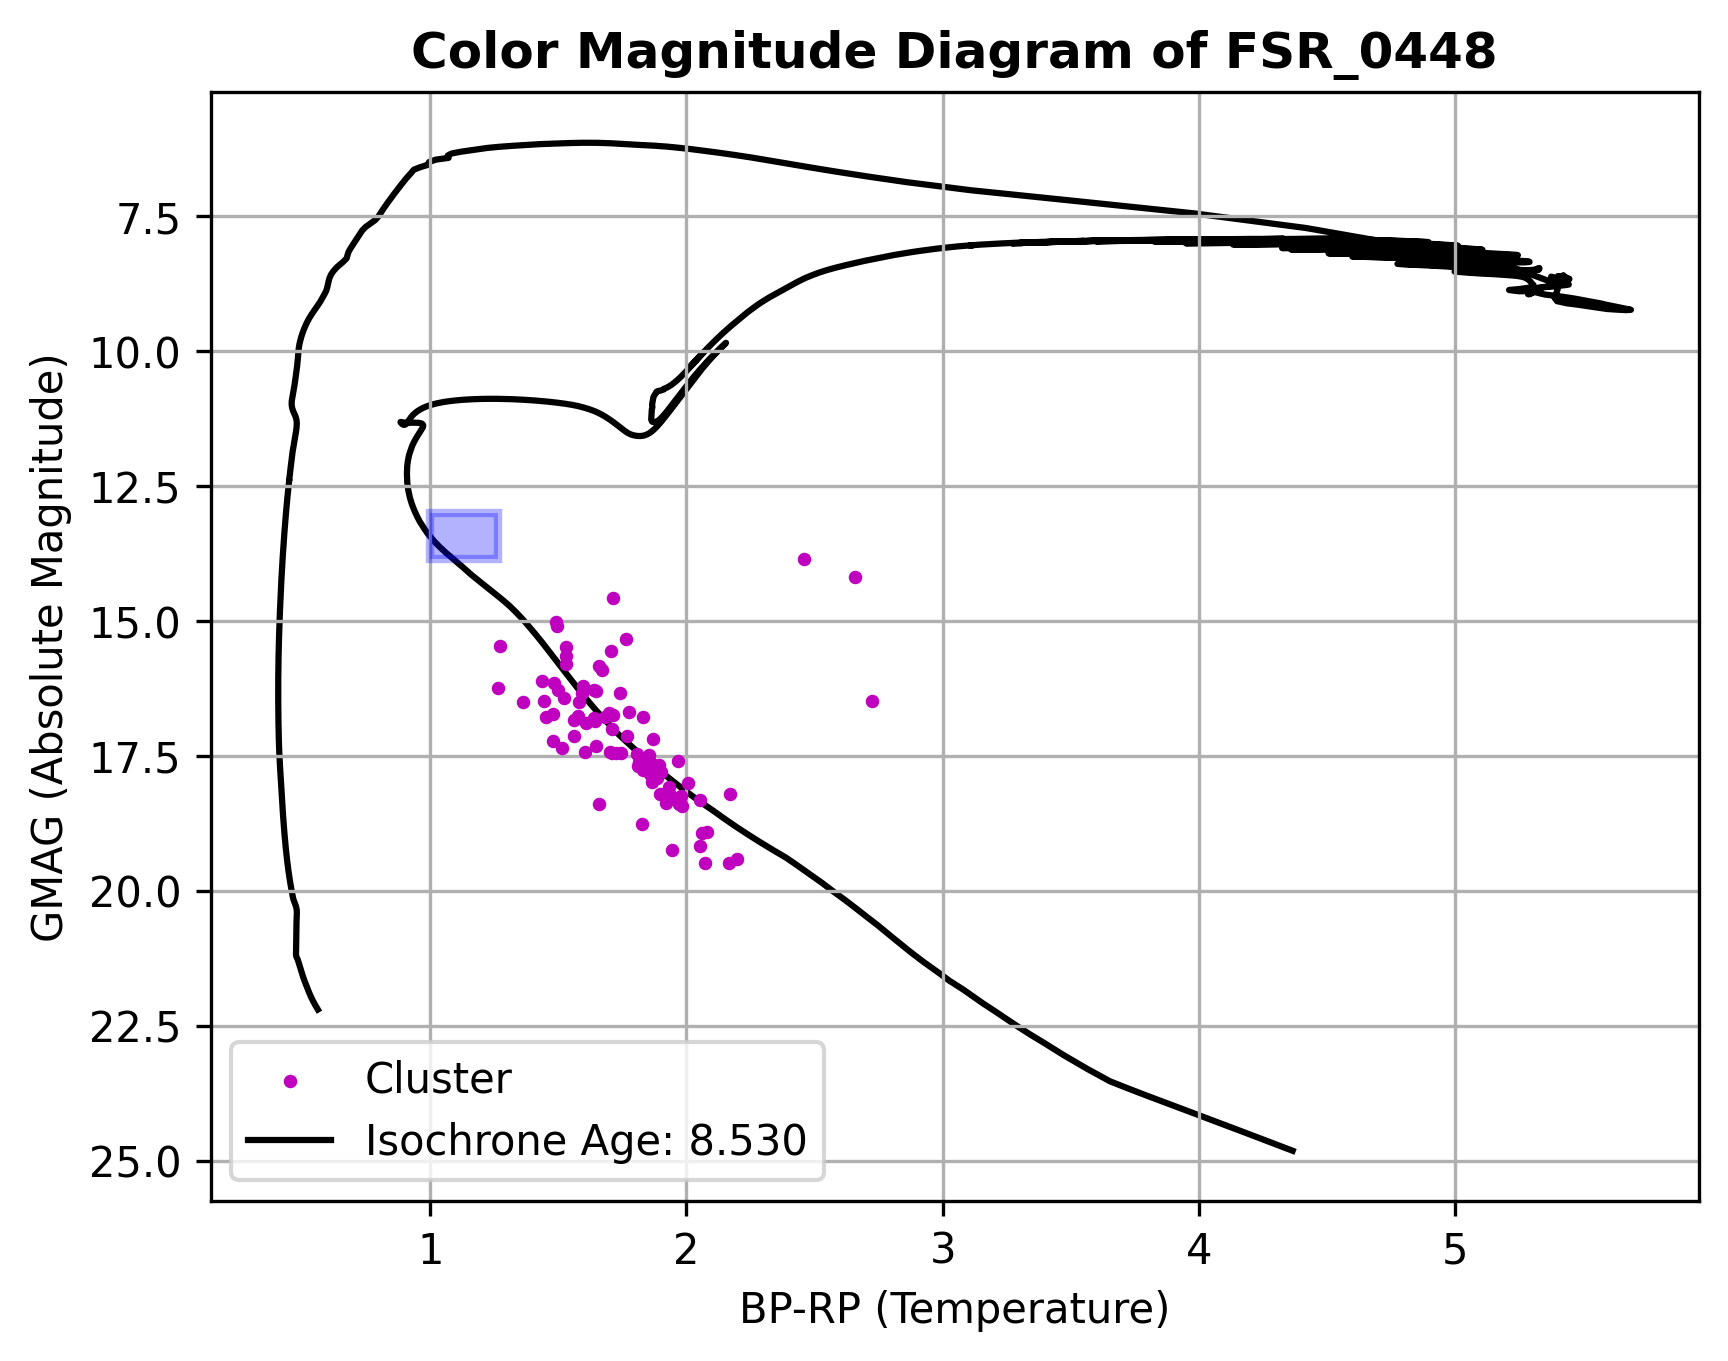 Color Magnitude Diagram of FSR_0448
GMAG (Absolute Magnitude)
7.5
10.0
12.5
15.0
17.5
20.0
22.5
25.0
Cluster
Isochrone Age: 8.530
1 2 3 4 5
BP-RP (Temperature)